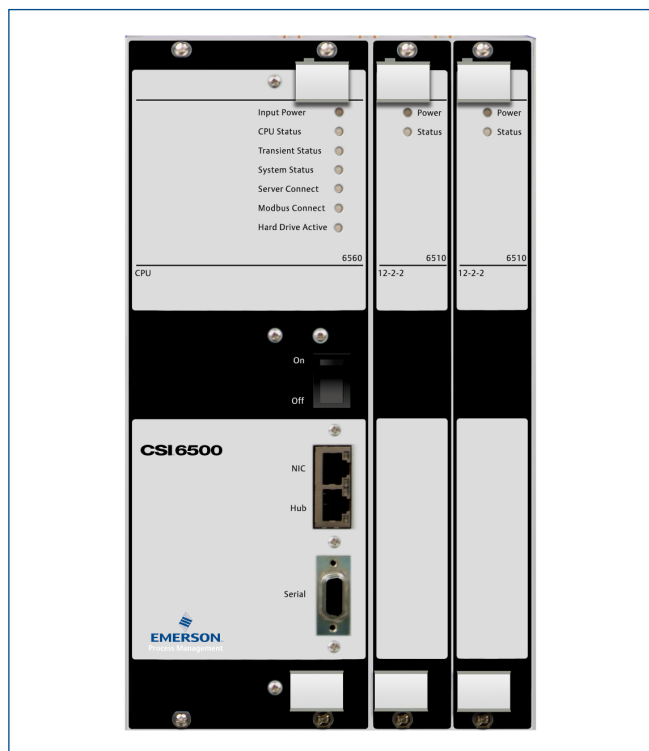 Input Power
CPU Status
Transient Status
System Status
Server Connect
Modbus Connect
Hard Drive Active
6560
CPU
Power
Status
6510
12-2-2
Power
Status
6510
12-2-2
On
Off
CSI 6500
NIC
Hub
Serial
EMERSON
Process Management